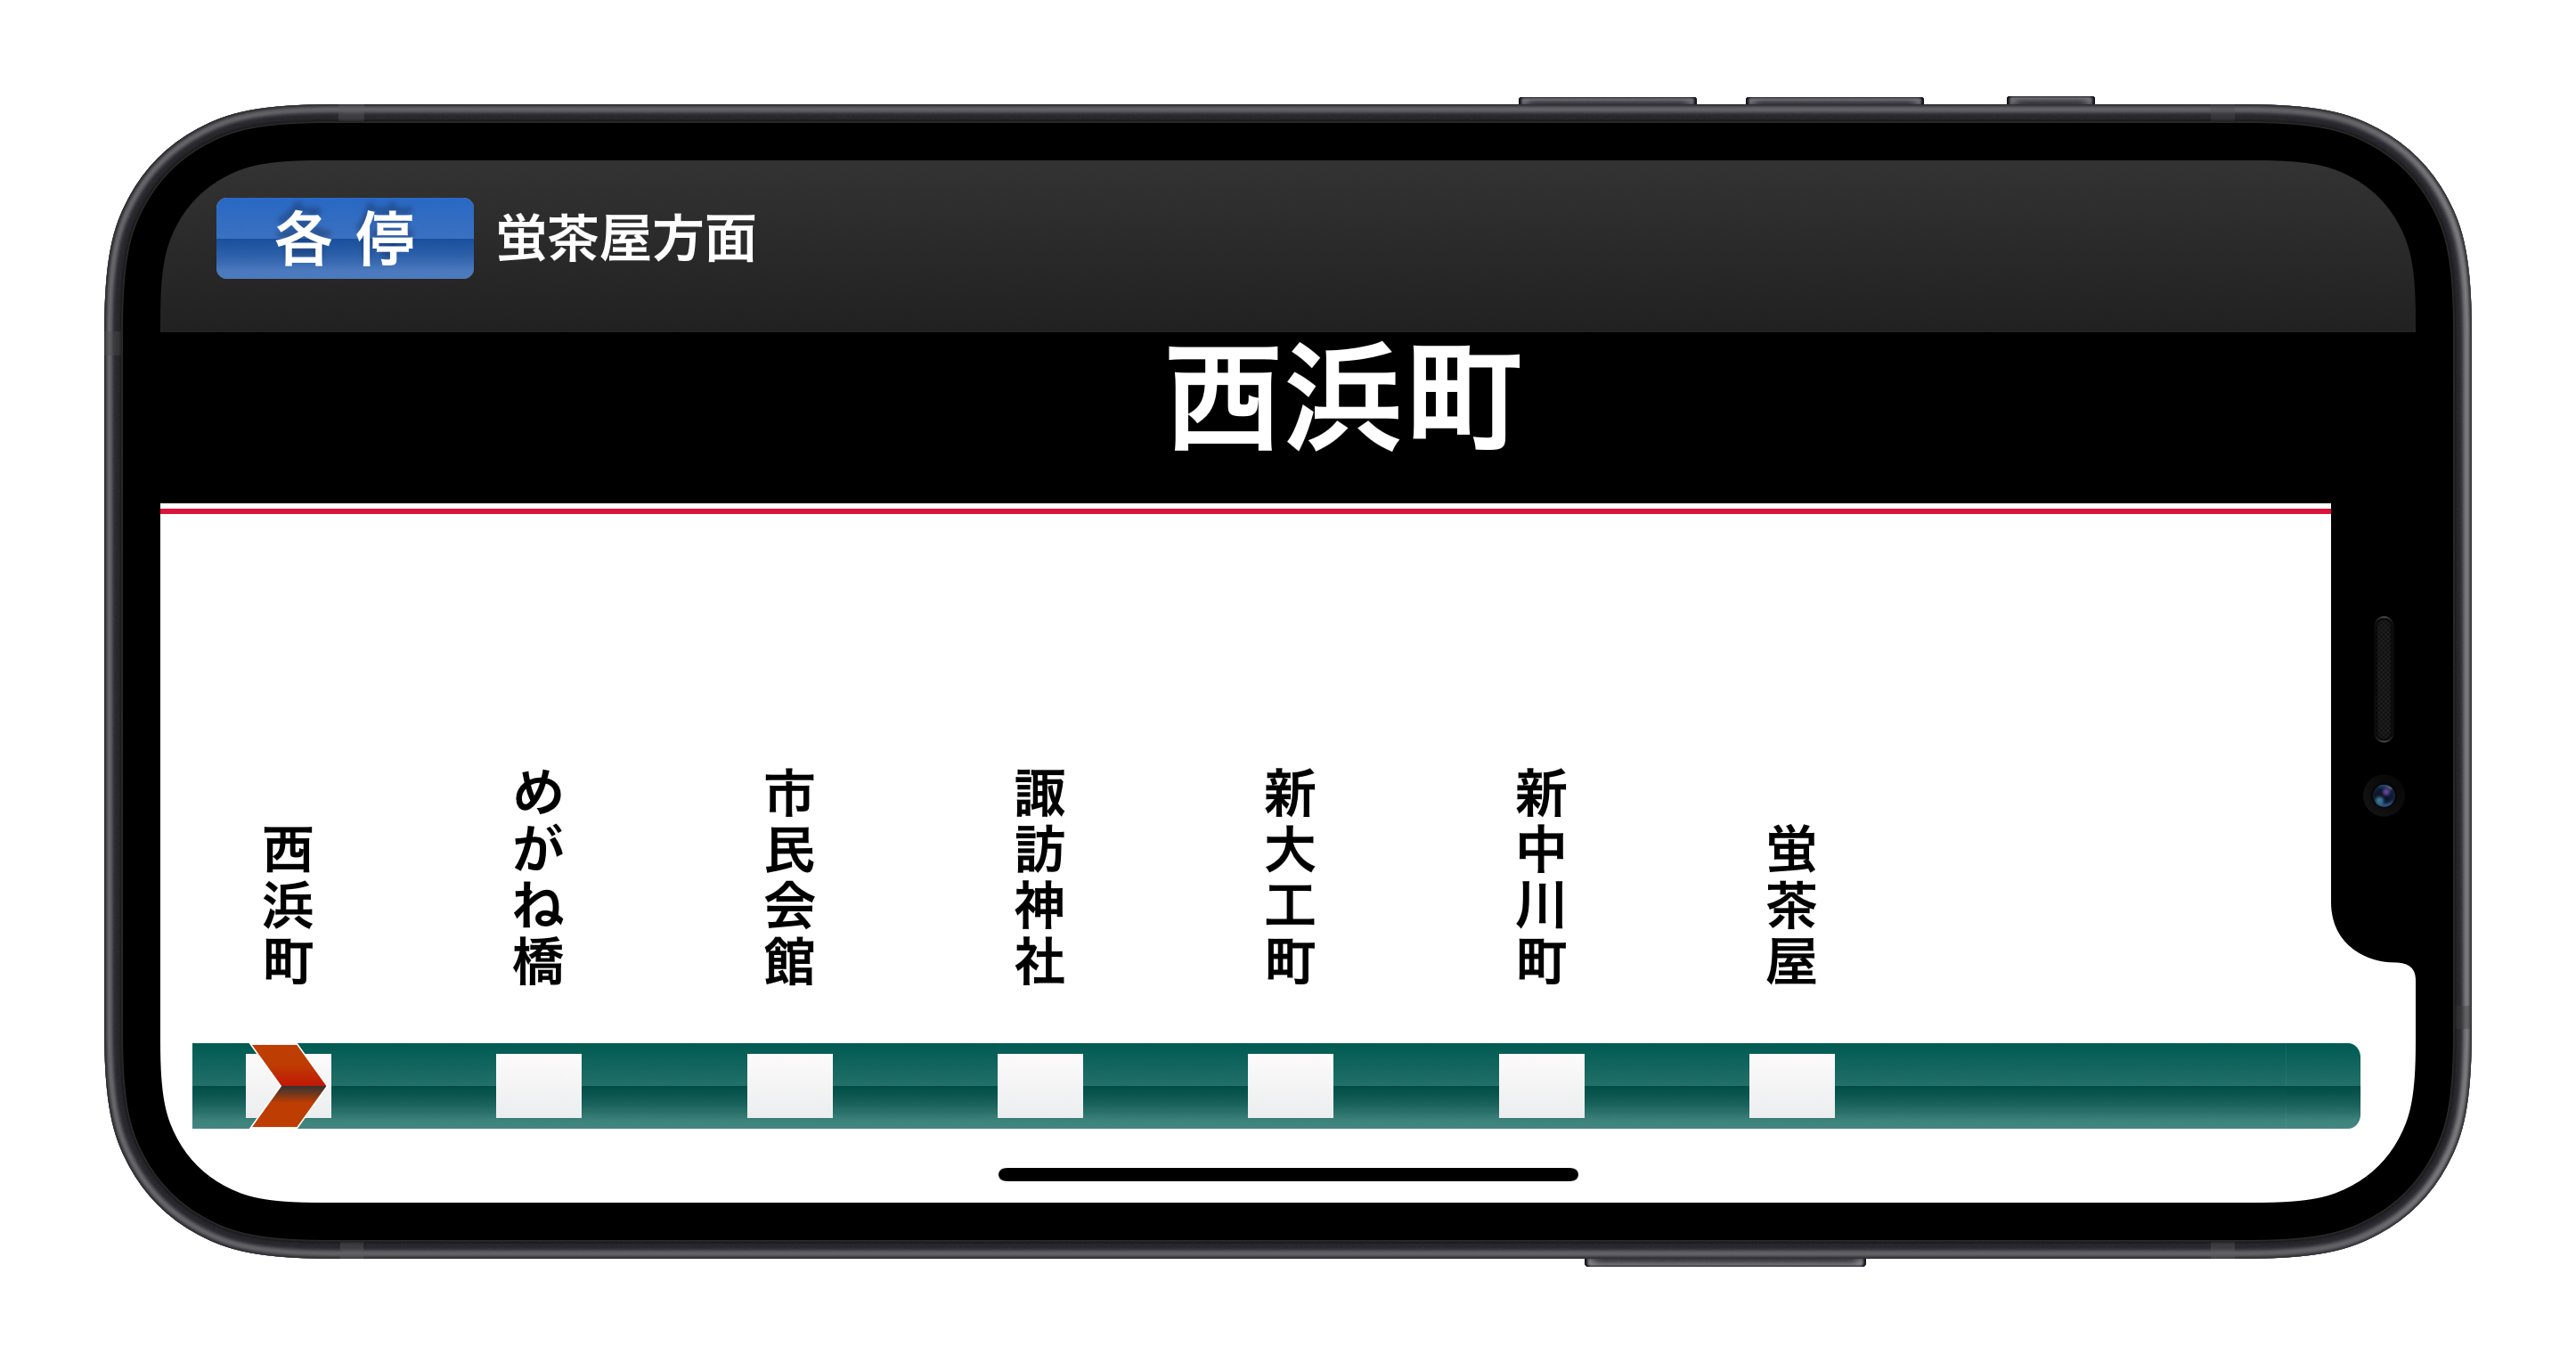 各停 蛍茶屋方面
西浜町
西浜町
めがね橋
市民会館
諏訪神社
新大工町
新中川町
蛍茶屋